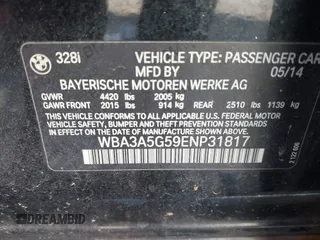 328i VEHICLE TYPE: PASSENGER CAR
MFD BY 05/14
BAYERISCHE MOTOREN WERKE AG
GVWR 4420 lbs 2005 kg
GAWR FRONT 2015 lbs 914 kg REAR 2510 lbs 1139 kg
THIS VEHICLE CONFORMS TO ALL APPLICABLE U.S. FEDERAL MOTOR
VEHICLE SAFETY, BUMPER, AND THEFT PREVENTION STANDARDS
IN EFFECT ON THE DATE OF MANUFACTURE SHOWN ABOVE.
WBA3A5G59ENP31817
DREAMBID